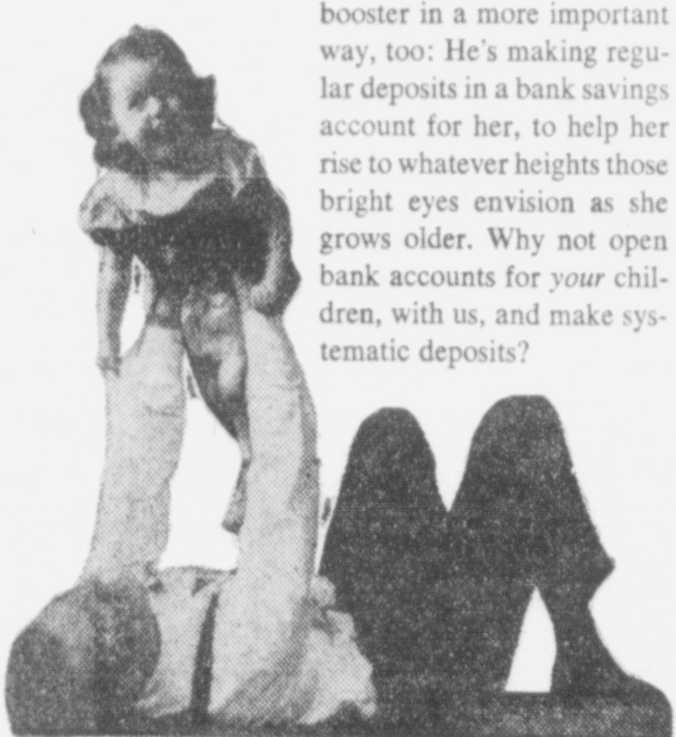 booster in a more important
way, too: He's making regu-
lar deposits in a bank savings
account for her, to help her
rise to whatever heights those
bright eyes envision as she
grows older. Why not open
bank accounts for your chil-
dren, with us, and make sys-
tematic deposits?